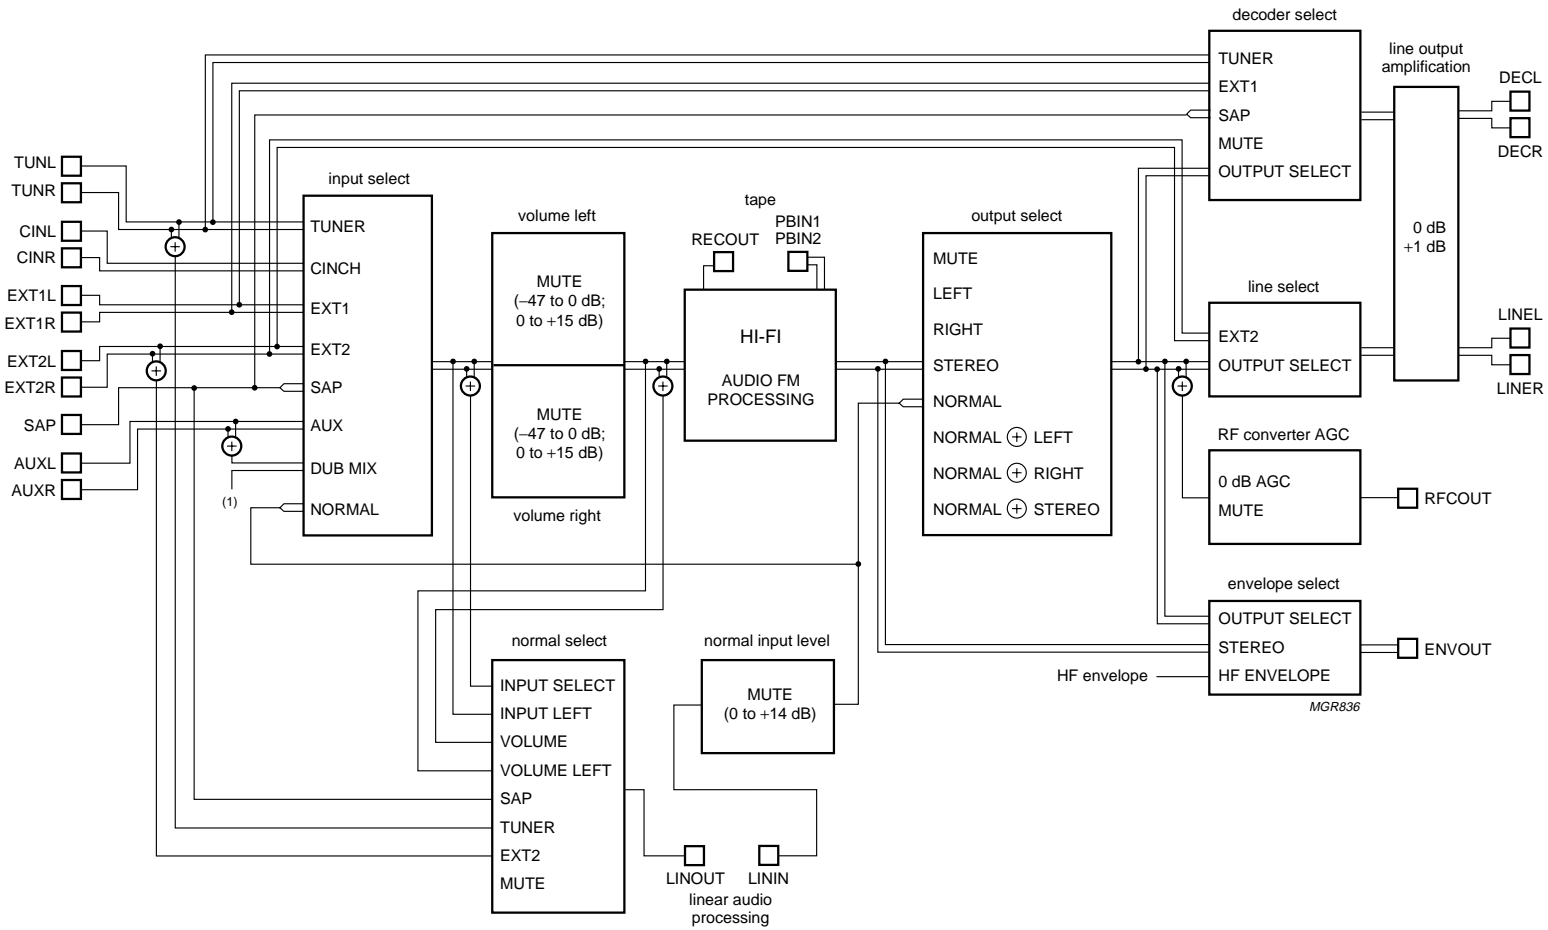 decoder select
TUNER
EXT1
SAP
MUTE
OUTPUT SELECT
line output
amplification
0 dB
+1 dB
DECL
DECR
TUNL
TUNR
CINL
CINR
EXT1L
EXT1R
EXT2L
EXT2R
SAP
AUXL
AUXR
input select
TUNER
CINCH
EXT1
EXT2
SAP
AUX
DUB MIX
NORMAL
(1)
volume left
MUTE
(−47 to 0 dB;
0 to +15 dB)
MUTE
(−47 to 0 dB;
0 to +15 dB)
volume right
tape
RECOUT
PBIN1
PBIN2
HI-FI
AUDIO FM
PROCESSING
output select
MUTE
LEFT
RIGHT
STEREO
NORMAL
NORMAL + LEFT
NORMAL + RIGHT
NORMAL + STEREO
line select
EXT2
OUTPUT SELECT
LINEL
LINER
RF converter AGC
0 dB AGC
MUTE
RFCOUT
envelope select
OUTPUT SELECT
STEREO
HF ENVELOPE
HF envelope
ENVOUT
MGR836
normal select
INPUT SELECT
INPUT LEFT
VOLUME
VOLUME LEFT
SAP
TUNER
EXT2
MUTE
normal input level
MUTE
(0 to +14 dB)
LINOUT
LININ
linear audio
processing
+
+
+
+
+
+